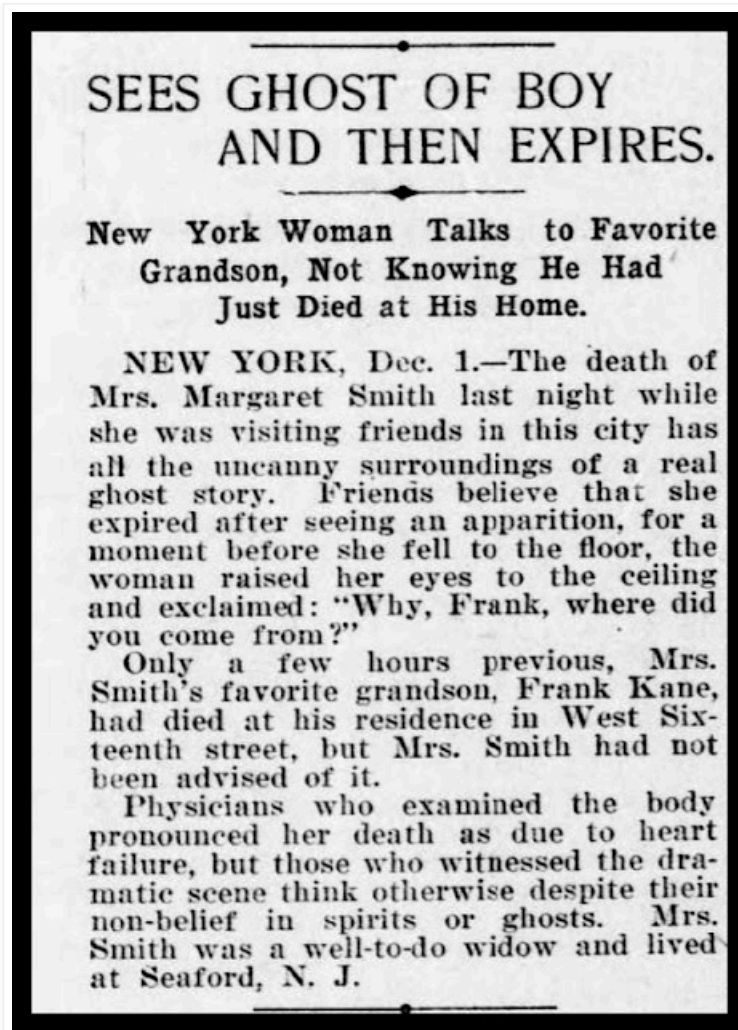 SEES GHOST OF BOY
AND THEN EXPIRES.
New York Woman Talks to Favorite
Grandson, Not Knowing He Had
Just Died at His Home.
NEW YORK, Dec. 1.—The death of
Mrs. Margaret Smith last night while
she was visiting friends in this city has
all the uncanny surroundings of a real
ghost story. Friends believe that she
expired after seeing an apparition, for a
moment before she fell to the floor, the
woman raised her eyes to the ceiling
and exclaimed: "Why, Frank, where did
you come from?"
Only a few hours previous, Mrs.
Smith's favorite grandson, Frank Kane,
had died at his residence in West Six-
teenth street, but Mrs. Smith had not
been advised of it.
Physicians who examined the body
pronounced her death as due to heart
failure, but those who witnessed the dra-
matic scene think otherwise despite their
non-belief in spirits or ghosts. Mrs.
Smith was a well-to-do widow and lived
at Seaford, N. J.